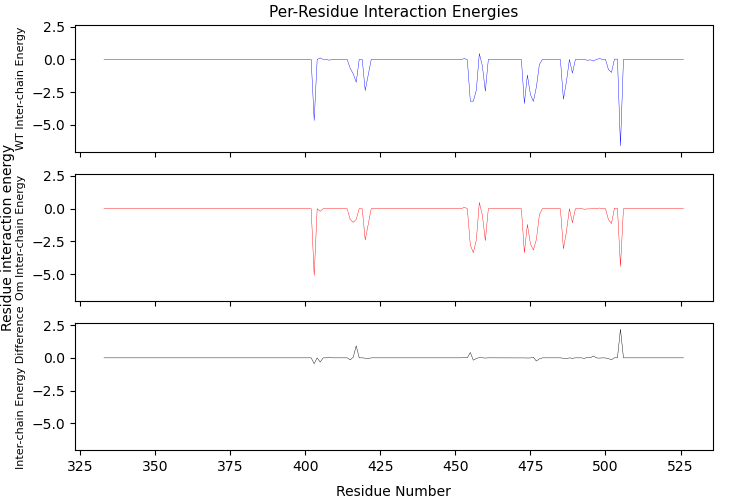 Per-Residue Interaction Energies
Residue interaction energy
WT Inter-chain Energy
2.5
0.0
−2.5
−5.0
Om Inter-chain Energy
2.5
0.0
−2.5
−5.0
Inter-chain Energy Difference
2.5
0.0
−2.5
−5.0
325 350 375 400 425 450 475 500 525
Residue Number